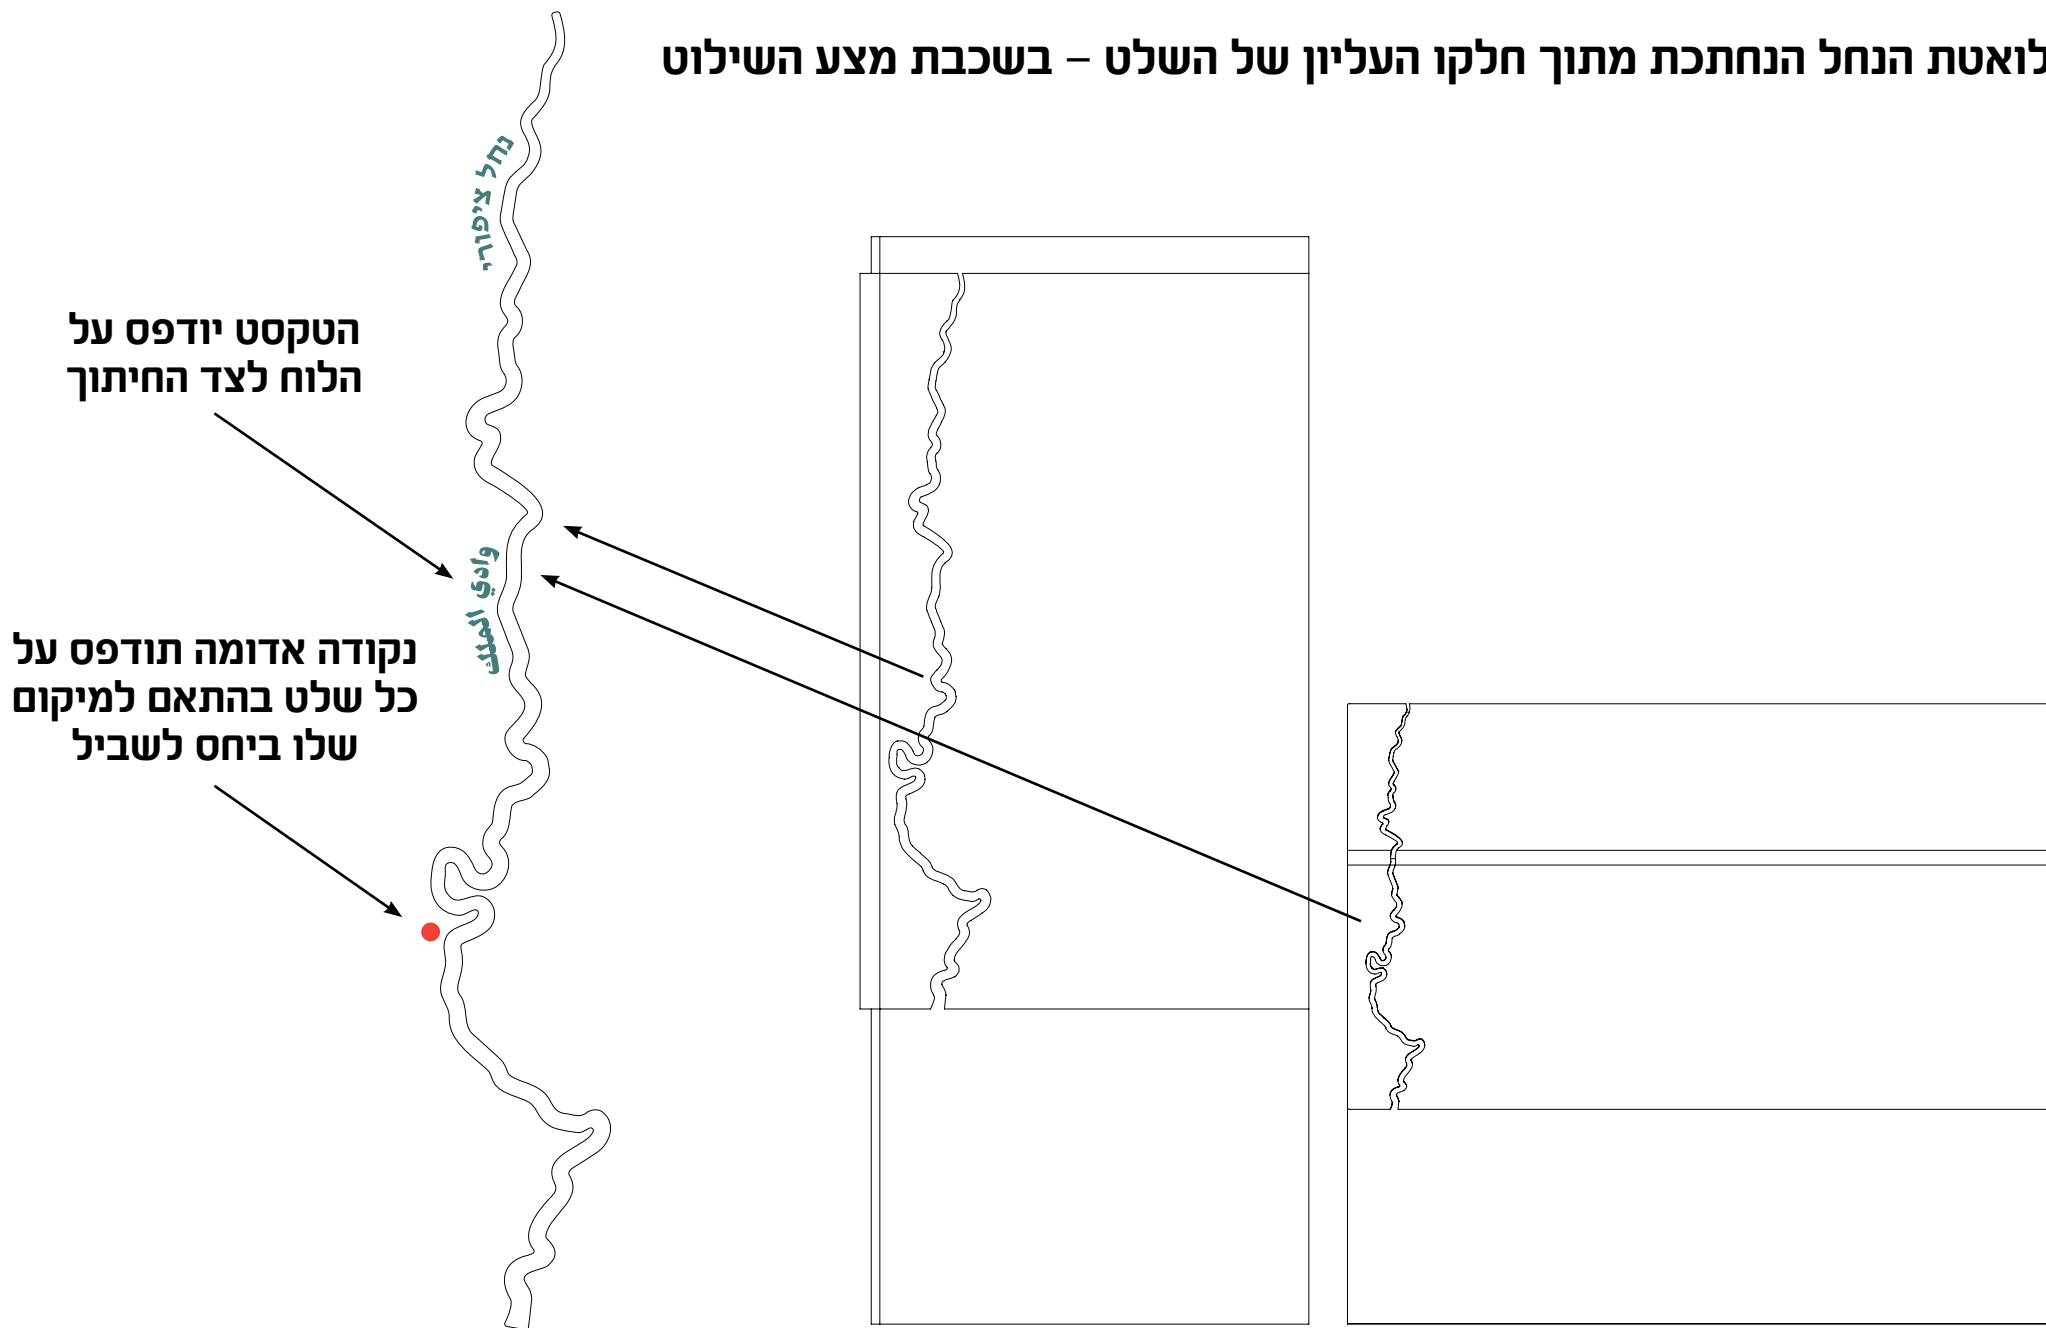 לואטת הנחל הנחתכת מתוך חלקו העליון של השלט – בשכבת מצע השילוט
נחל ציפורי
הטקסט יודפס על
הלוח לצד החיתוך
وادي الملك
נקודה אדומה תודפס על
כל שלט בהתאם למיקום
שלו ביחס לשביל